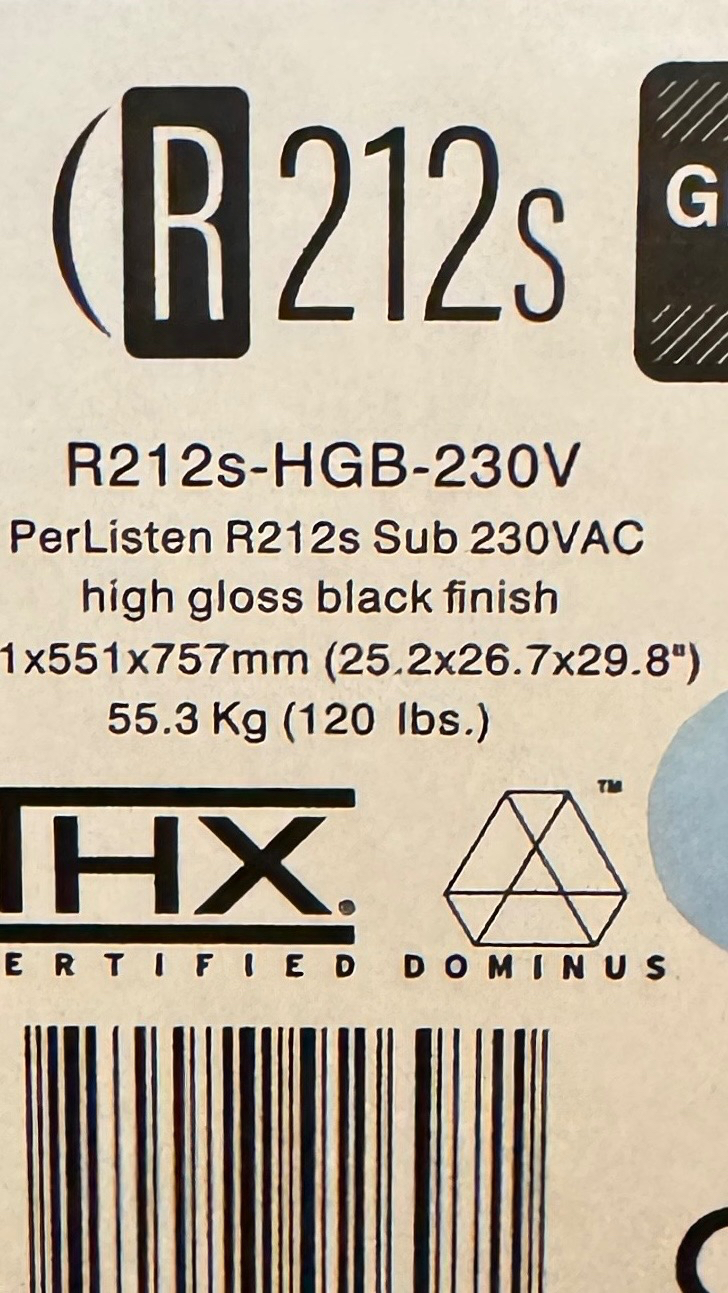 R212s
G
R212s-HGB-230V
PerListen R212s Sub 230VAC
high gloss black finish
1x551x757mm (25.2x26.7x29.8")
55.3 Kg (120 lbs.)
THX
ERTIFIED DOMINUS
TM